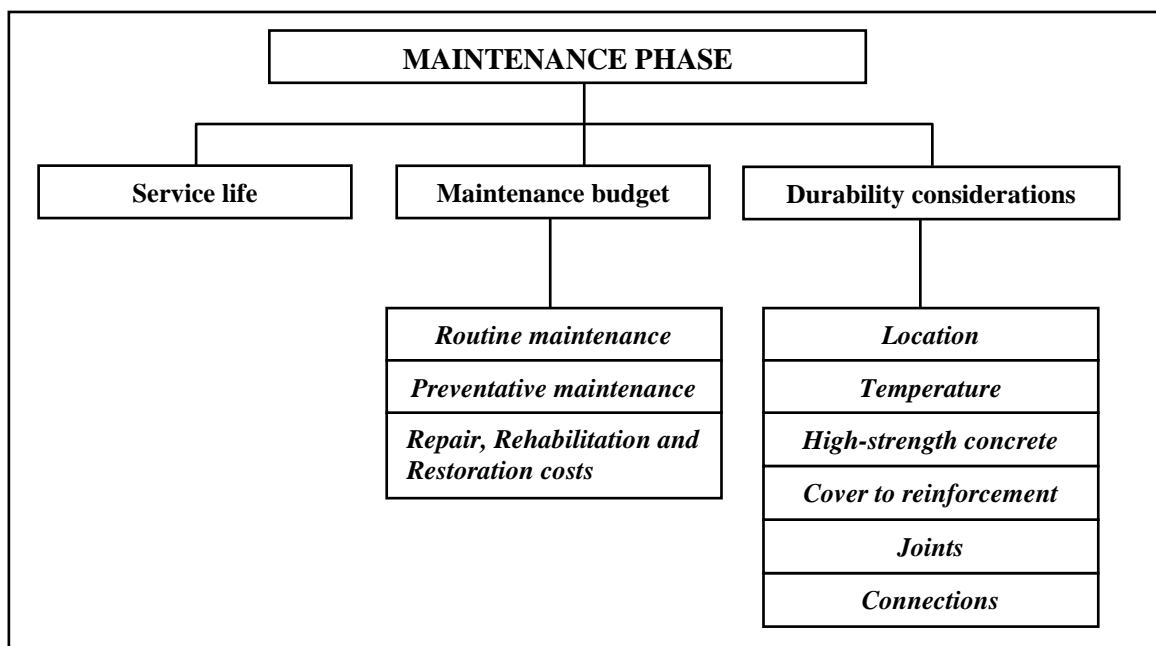 MAINTENANCE PHASE
Service life
Maintenance budget
Durability considerations
Routine maintenance
Preventative maintenance
Repair, Rehabilitation and
Restoration costs
Location
Temperature
High-strength concrete
Cover to reinforcement
Joints
Connections